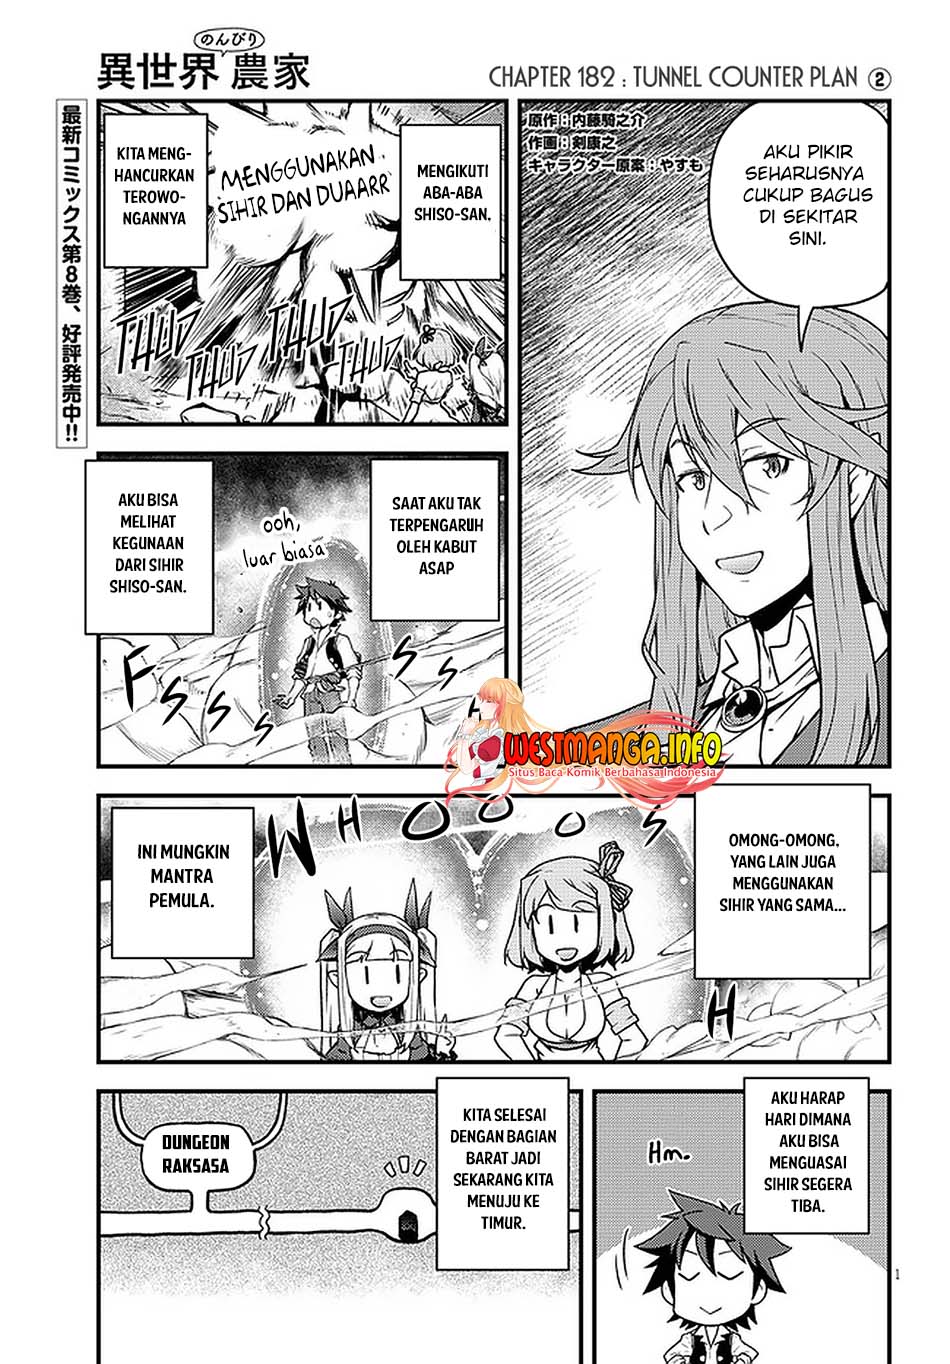 異世界のんびり農家
CHAPTER 182 : TUNNEL COUNTER PLAN ②
最新コミックス第8巻、好評発売中!!
原作：内藤騎之介
作画：剣康之
キャラクター原案：やすも
AKU PIKIR
SEHARUSNYA
CUKUP BAGUS
DI SEKITAR
SINI.
MENGIKUTI
ABA-ABA
SHISO-SAN.
MENGGUNAKAN
SIHIR DAN DUAARR
KITA MENG-
HANCURKAN
TEROWO-
NGANNYA
THUD
THUD
THUD
THUD
THUD
SAAT AKU TAK
TERPENGARUH
OLEH KABUT
ASAP
ooh,
luar biasa
AKU BISA
MELIHAT
KEGUNAAN
DARI SIHIR
SHISO-SAN.
FSSSS
SSS
WESTMANGA.INFO
Situs Baca Komik Berbahasa Indonesia
OMONG-OMONG,
YANG LAIN JUGA
MENGGUNAKAN
SIHIR YANG SAMA...
WHOOOOSH
INI MUNGKIN
MANTRA
PEMULA.
AKU HARAP
HARI DIMANA
AKU BISA
MENGUASAI
SIHIR SEGERA
TIBA.
Hm.
KITA SELESAI
DENGAN BAGIAN
BARAT JADI
SEKARANG KITA
MENUJU KE
TIMUR.
DUNGEON
RAKSASA
1